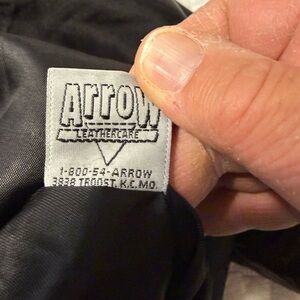 Arrow
LEATHERCARE
1-800-54-ARROW
3838 TROOST, K.C.MO.